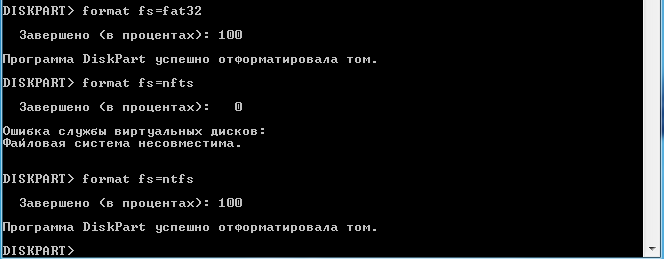 DISKPART> format fs=fat32
Завершено (в процентах): 100
Программа DiskPart успешно отформатировала том.
DISKPART> format fs=nfts
Завершено (в процентах): 0
Ошибка службы виртуальных дисков:
Файловая система несовместима.
DISKPART> format fs=ntfs
Завершено (в процентах): 100
Программа DiskPart успешно отформатировала том.
DISKPART>